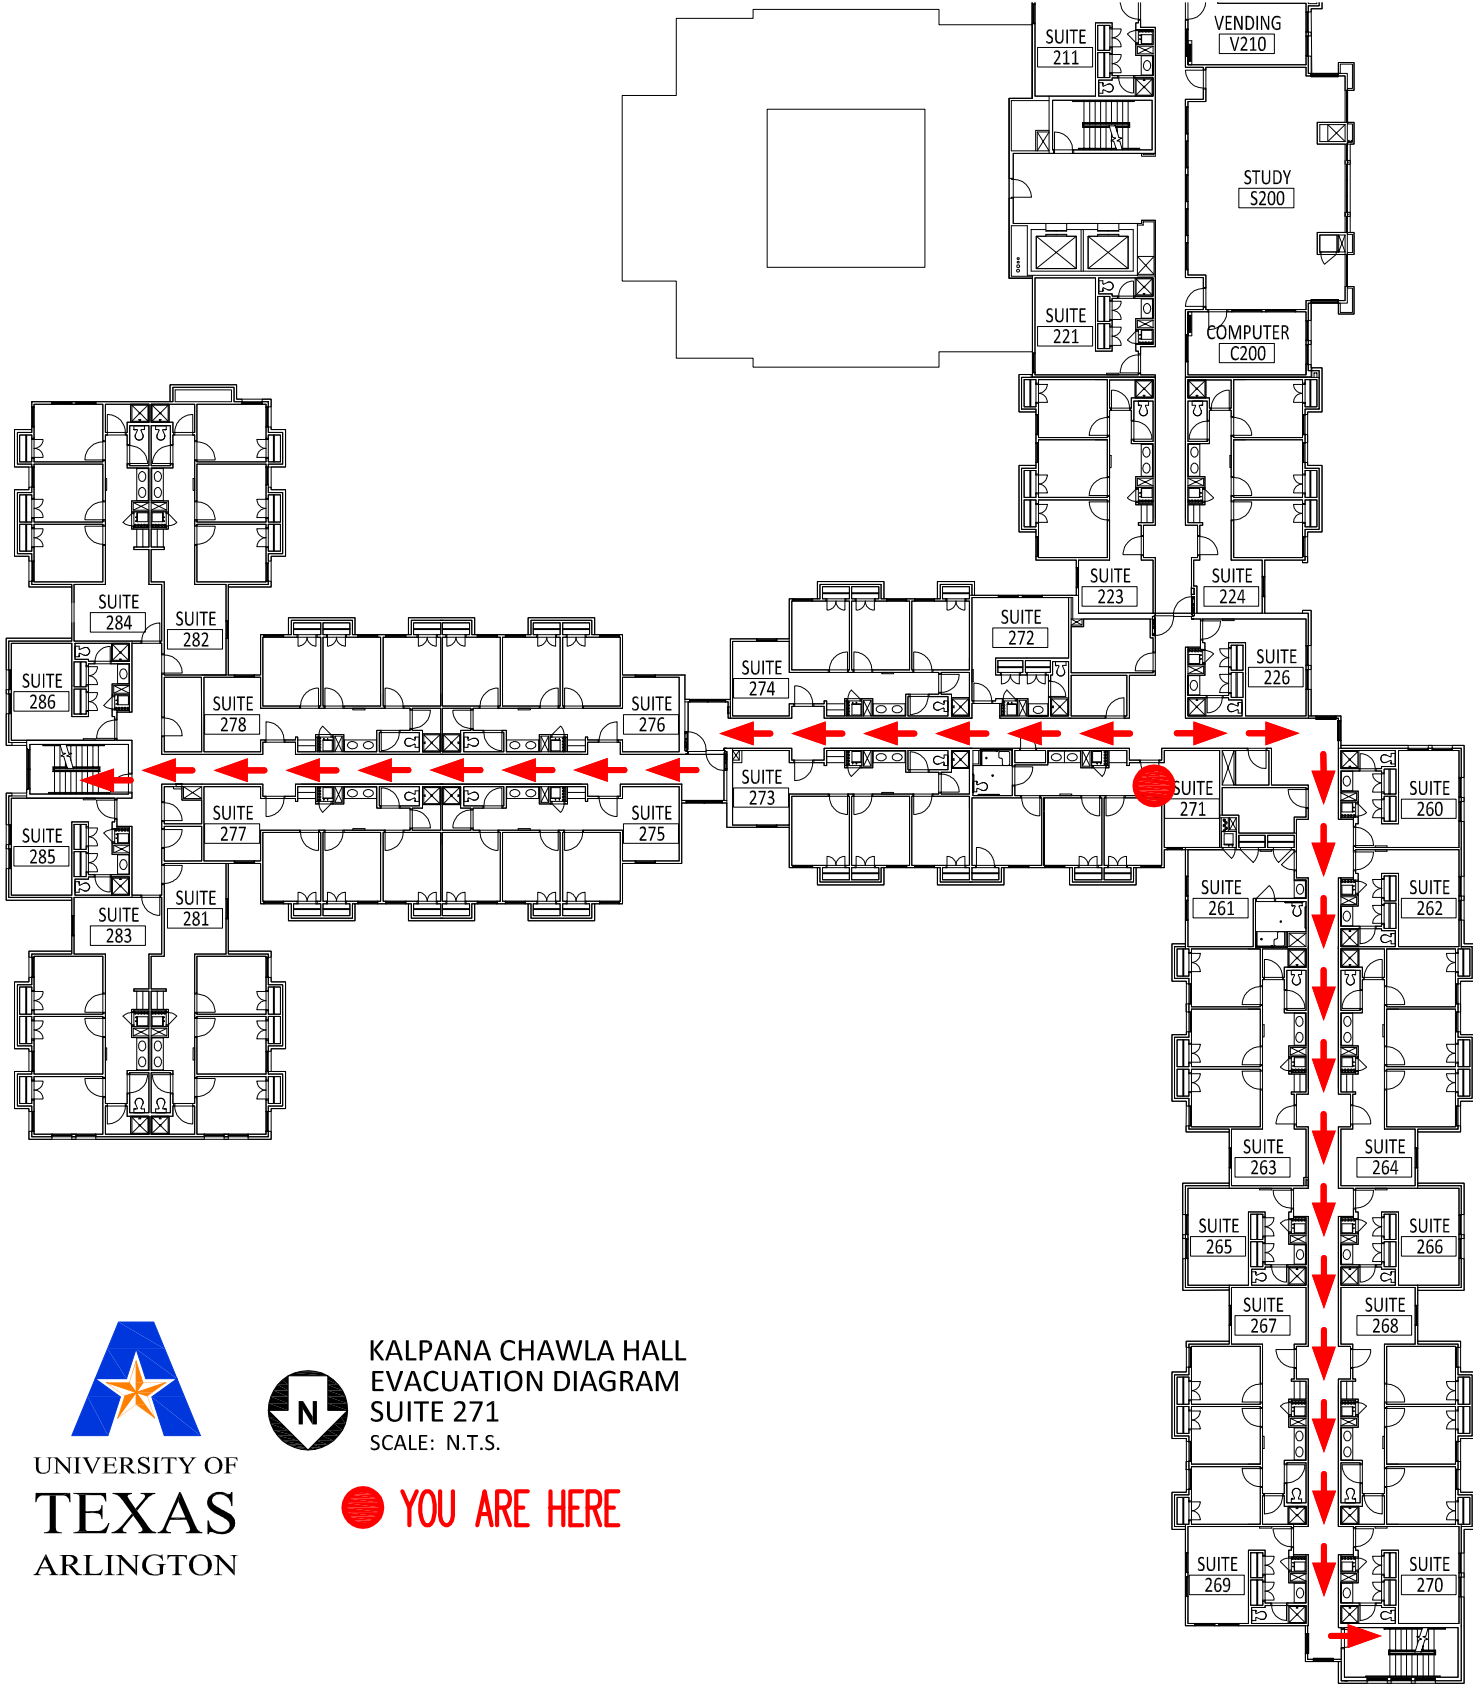 VENDING
V210
SUITE
211
STUDY
S200
SUITE
221
COMPUTER
C200
SUITE
223
SUITE
224
SUITE
284
SUITE
282
SUITE
272
SUITE
226
SUITE
274
SUITE
286
SUITE
278
SUITE
276
SUITE
273
SUITE
271
SUITE
260
SUITE
285
SUITE
277
SUITE
275
SUITE
261
SUITE
262
SUITE
283
SUITE
281
SUITE
263
SUITE
264
SUITE
265
SUITE
266
SUITE
267
SUITE
268
SUITE
269
SUITE
270
N
KALPANA CHAWLA HALL
EVACUATION DIAGRAM
SUITE 271
SCALE: N.T.S.
YOU ARE HERE
UNIVERSITY OF
TEXAS
ARLINGTON